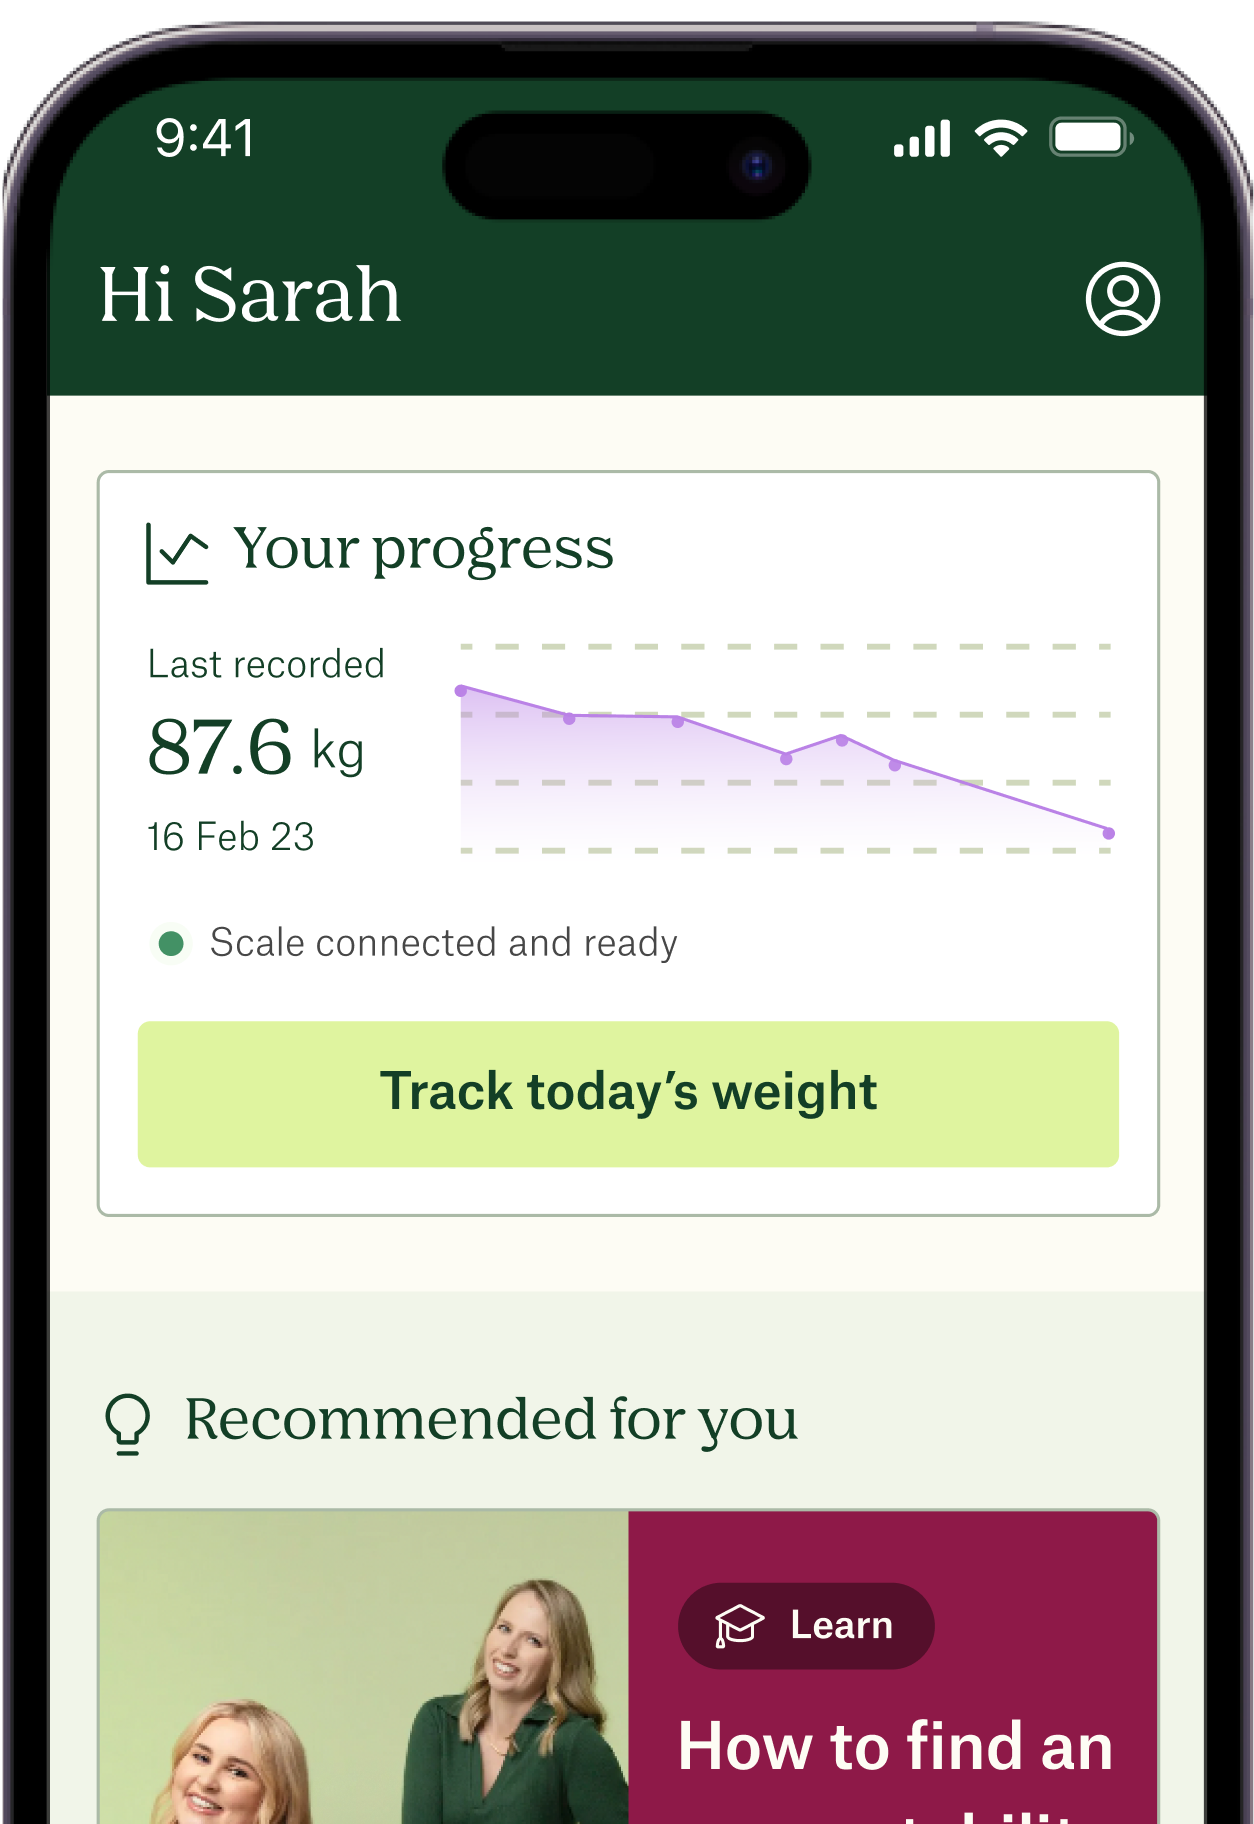 9:41
Hi Sarah
Your progress
Last recorded
87.6 kg
16 Feb 23
Scale connected and ready
Track today’s weight
Recommended for you
Learn
How to find an